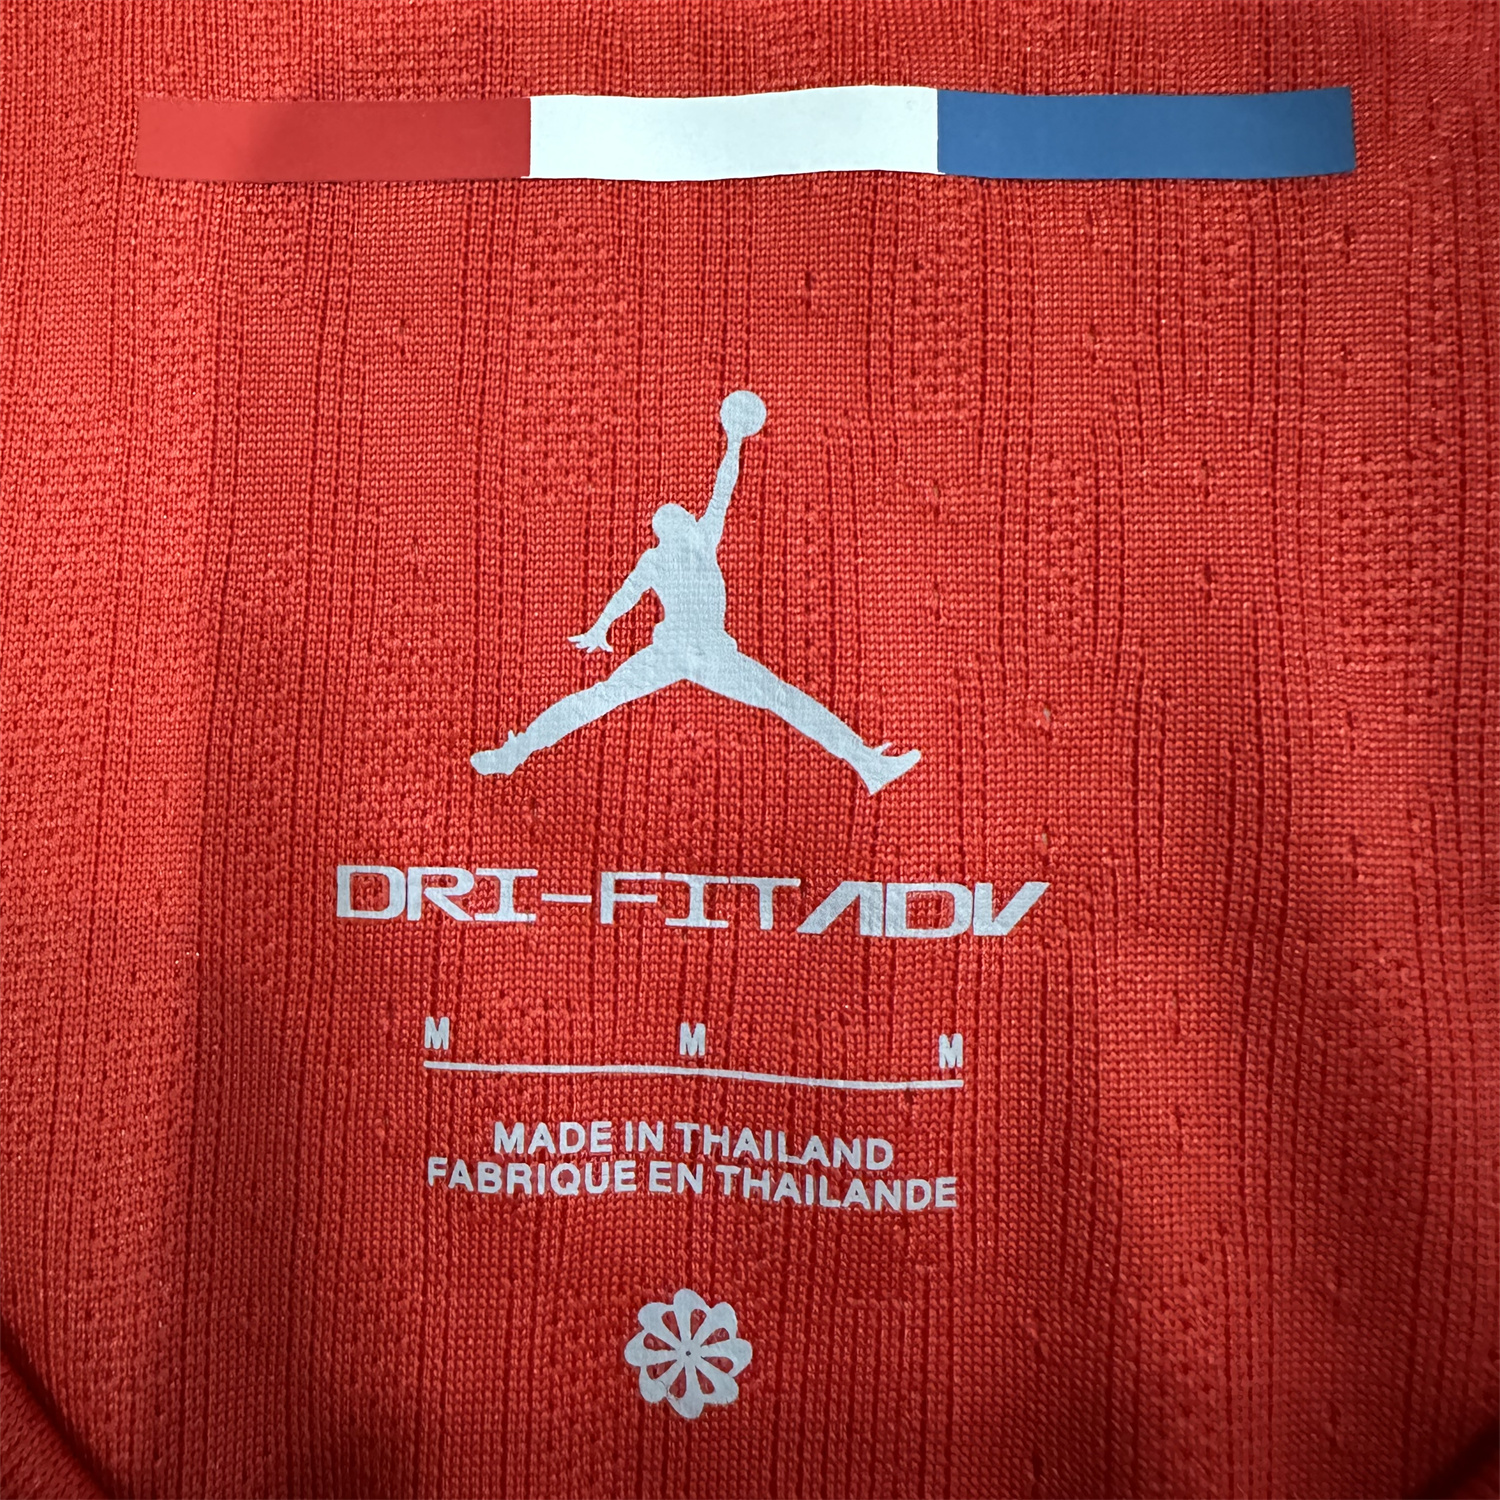 DRI-FIT ADV
M M M
MADE IN THAILAND
FABRIQUE EN THAILANDE